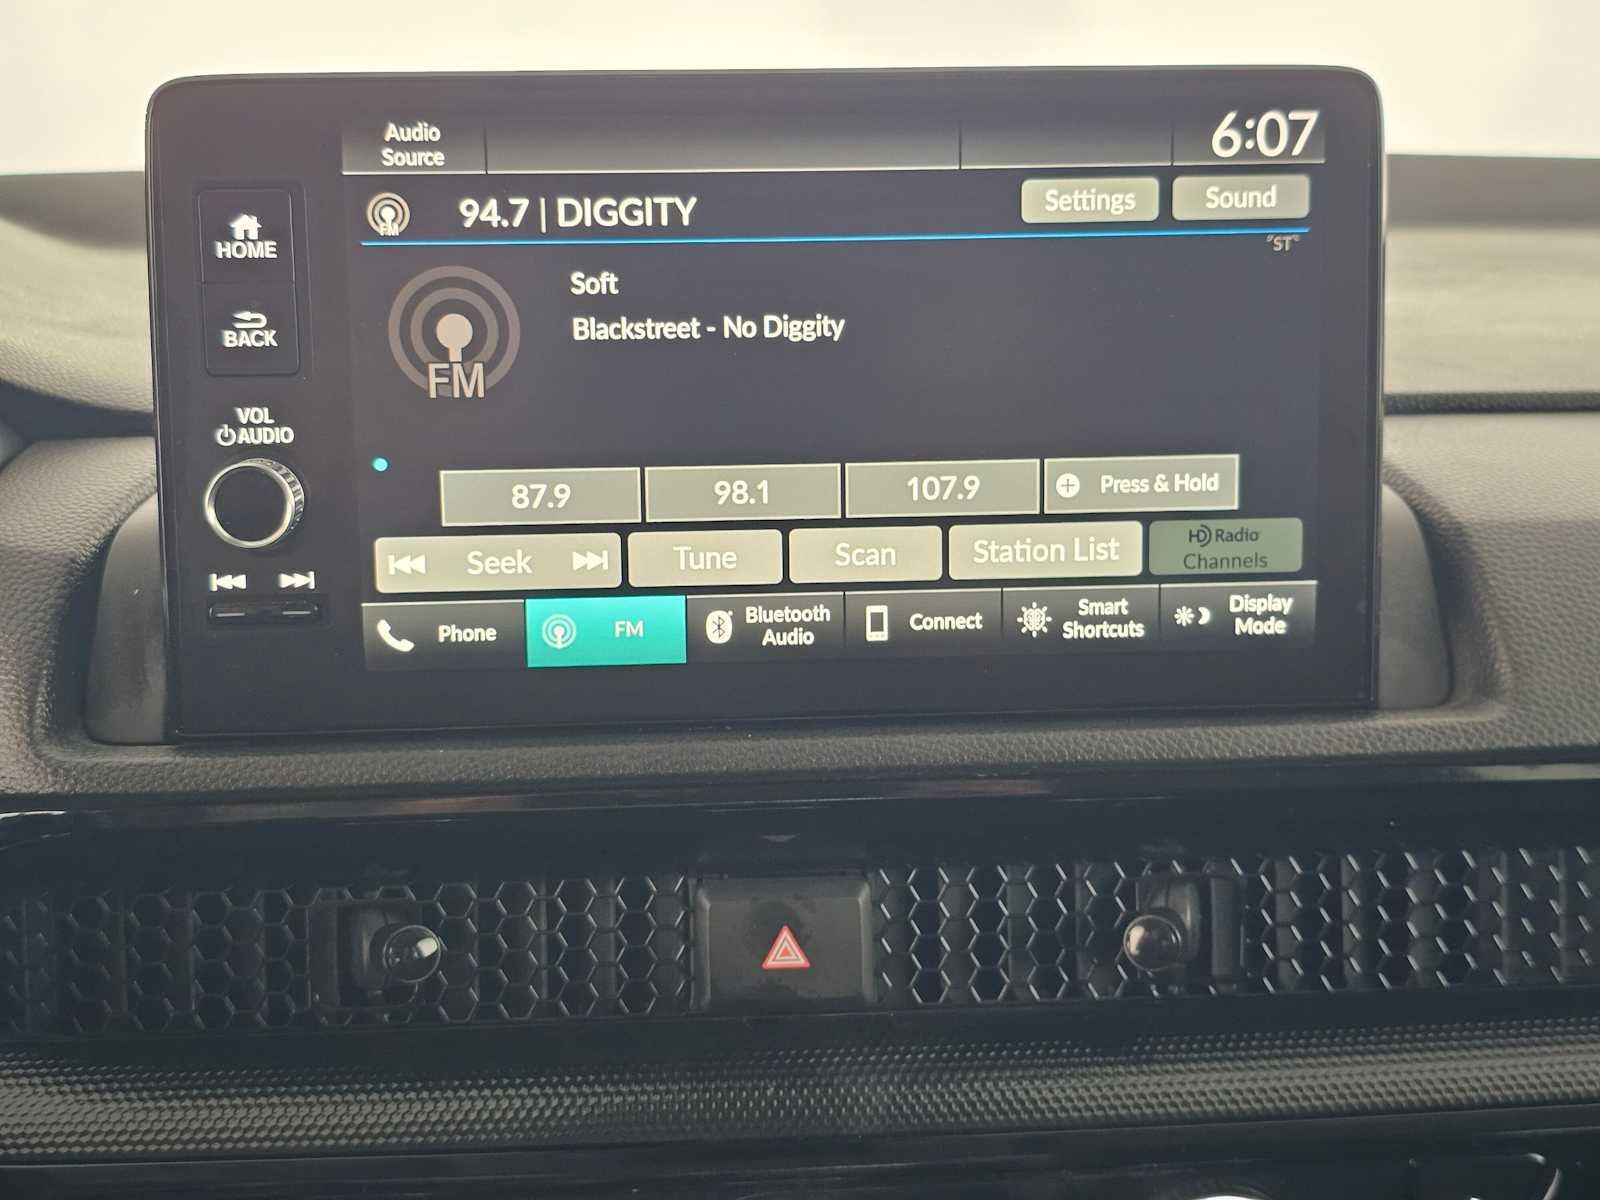 Audio
Source
6:07
FM
94.7 | DIGGITY
Settings
Sound
"ST"
HOME
BACK
VOL
AUDIO
Soft
Blackstreet - No Diggity
FM
87.9
98.1
107.9
Press & Hold
Seek
Tune
Scan
Station List
HD Radio
Channels
Phone
FM
Bluetooth
Audio
Connect
Smart
Shortcuts
Display
Mode